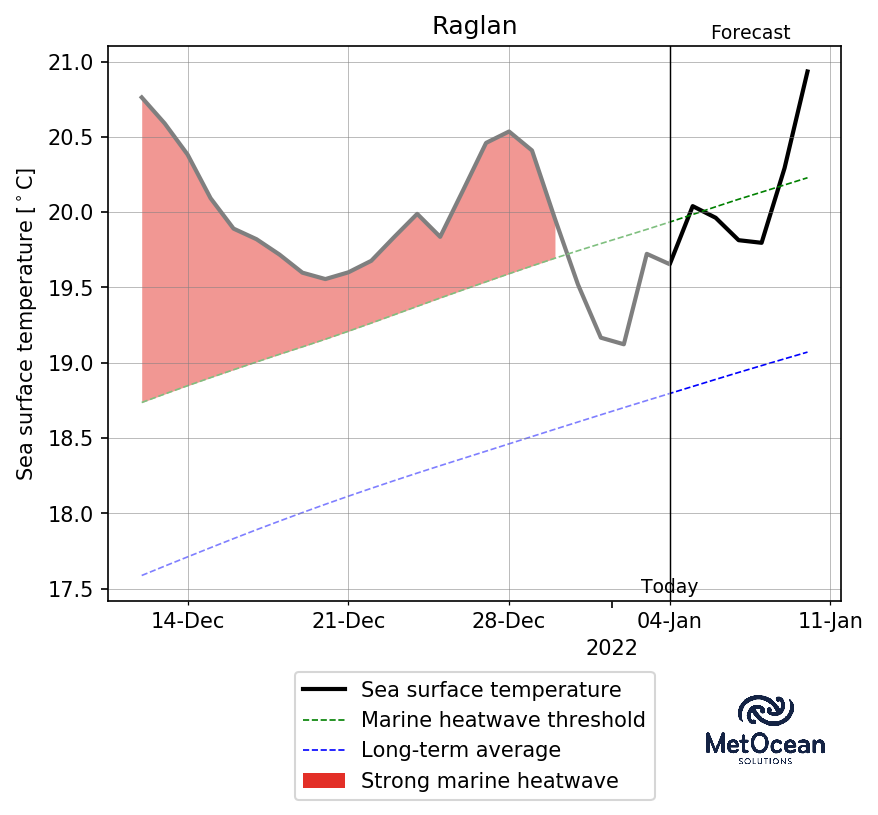 Raglan
Forecast
Sea surface temperature [°C]
21.0
20.5
20.0
19.5
19.0
18.5
18.0
17.5
Today
14-Dec
21-Dec
28-Dec
04-Jan
11-Jan
2022
Sea surface temperature
Marine heatwave threshold
Long-term average
Strong marine heatwave
MetOcean
SOLUTIONS